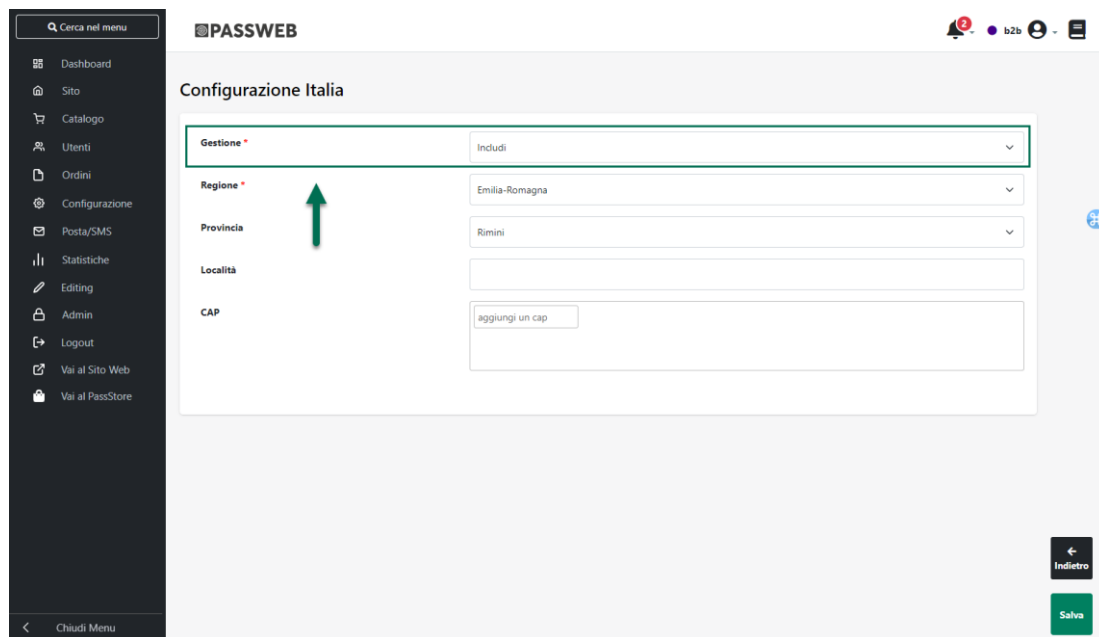 Cerca nel menu
PASSWEB
2
b2b
Dashboard
Sito
Catalogo
Utenti
Ordini
Configurazione
Posta/SMS
Statistiche
Editing
Admin
Logout
Vai al Sito Web
Vai al PassStore
Chiudi Menu
Configurazione Italia
Gestione *
Includi
Regione *
Emilia-Romagna
Provincia
Rimini
Località
CAP
aggiungi un cap
Indietro
Salva